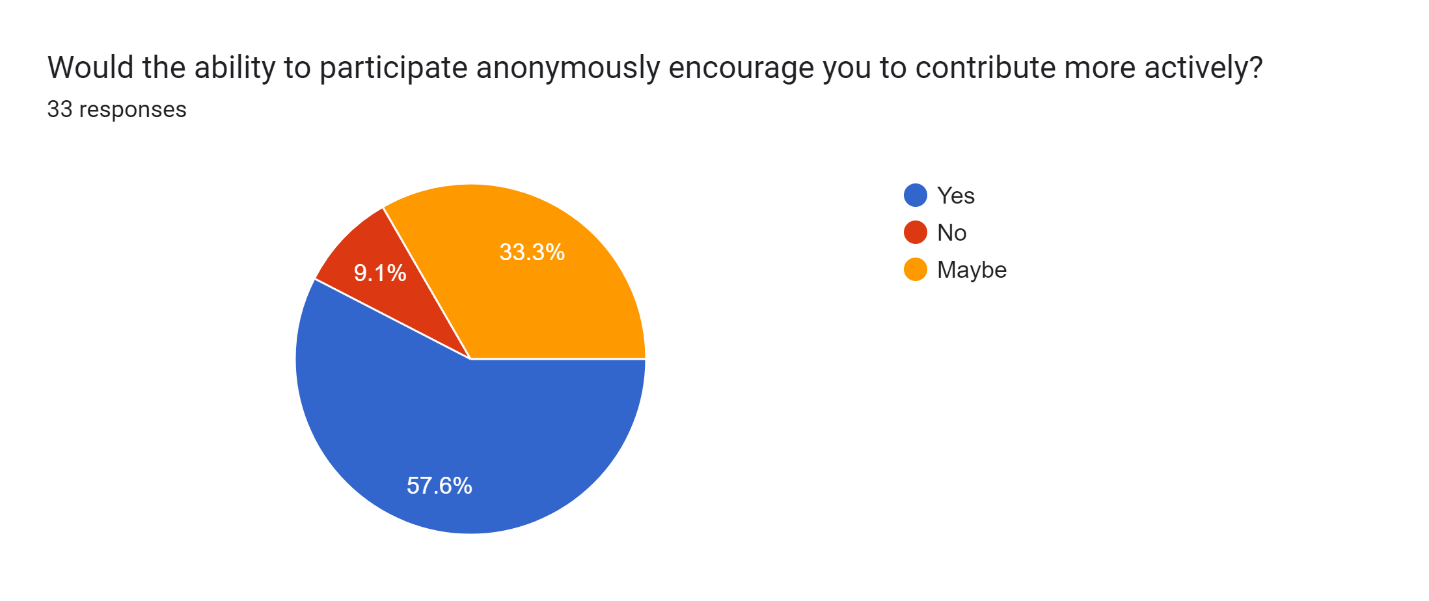 Would the ability to participate anonymously encourage you to contribute more actively?
33 responses
Yes
No
Maybe
33.3%
9.1%
57.6%